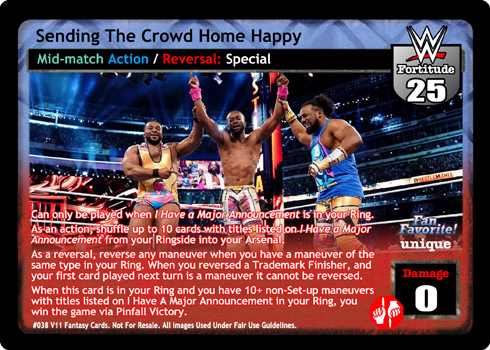 Sending The Crowd Home Happy
Mid-match Action / Reversal: Special
Fortitude
25
WRESTLEMANIA
Can only be played when I Have a Major Announcement is in your Ring.
As an action, shuffle up to 10 cards with titles listed on I Have a Major
Announcement from your Ringside into your Arsenal.
As a reversal, reverse any maneuver when you have a maneuver of the
same type in your Ring. When you reversed a Trademark Finisher, and
your first card played next turn is a maneuver it cannot be reversed.
When this card is in your Ring and you have 10+ non-Set-up maneuvers
with titles listed on I Have A Major Announcement in your Ring, you
win the game via Pinfall Victory.
Fan
Favorite!
unique
Damage
0
#038 V11 Fantasy Cards. Not For Resale. All Images Used Under Fair Use Guidelines.